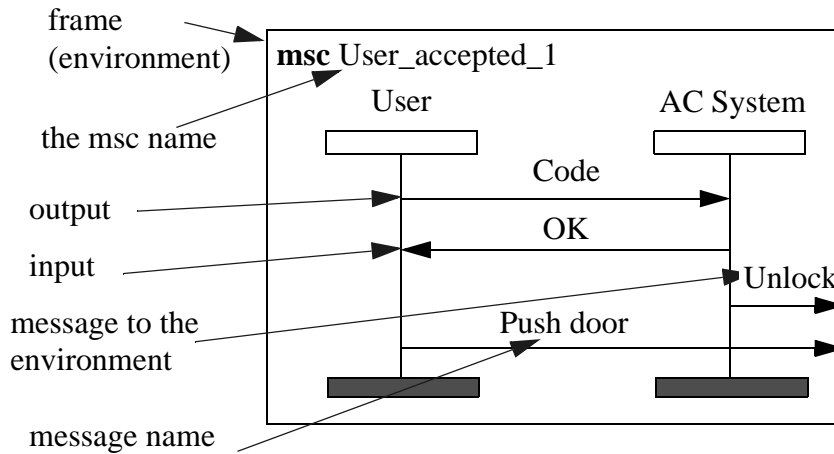 frame
(environment)
msc User_accepted_1
User
AC System
the msc name
Code
output
OK
input
Unlock
message to the
environment
Push door
message name